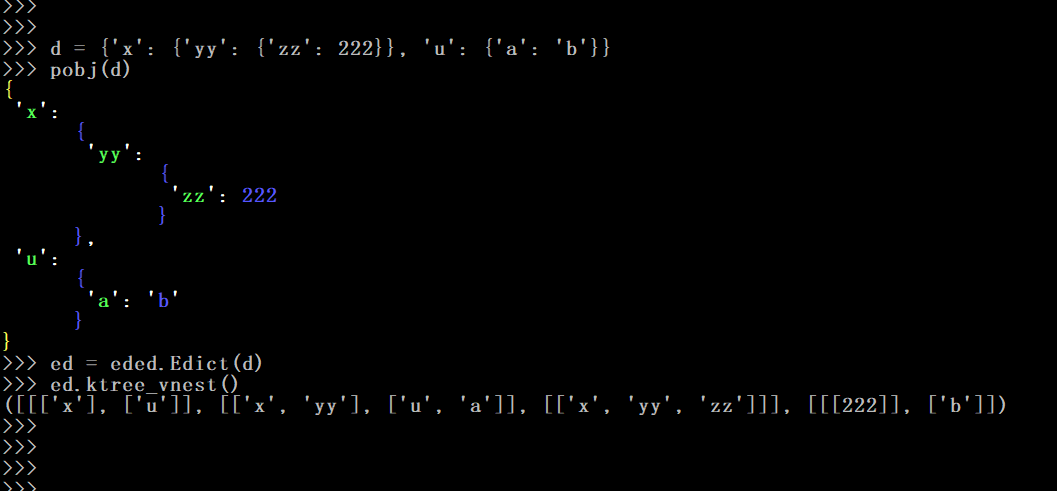 >>>
>>>
>>> d = {'x': {'yy': {'zz': 222}}, 'u': {'a': 'b'}}
>>> pobj(d)
{
 'x':
      {
       'yy':
             {
              'zz': 222
             }
      },
 'u':
      {
       'a': 'b'
      }
}
>>> ed = eded.Edict(d)
>>> ed.ktree_vnest()
([[['x'], ['u']], [['x', 'yy'], ['u', 'a']], [['x', 'yy', 'zz']]], [[[222]], ['b']])
>>>
>>>
>>>
>>>